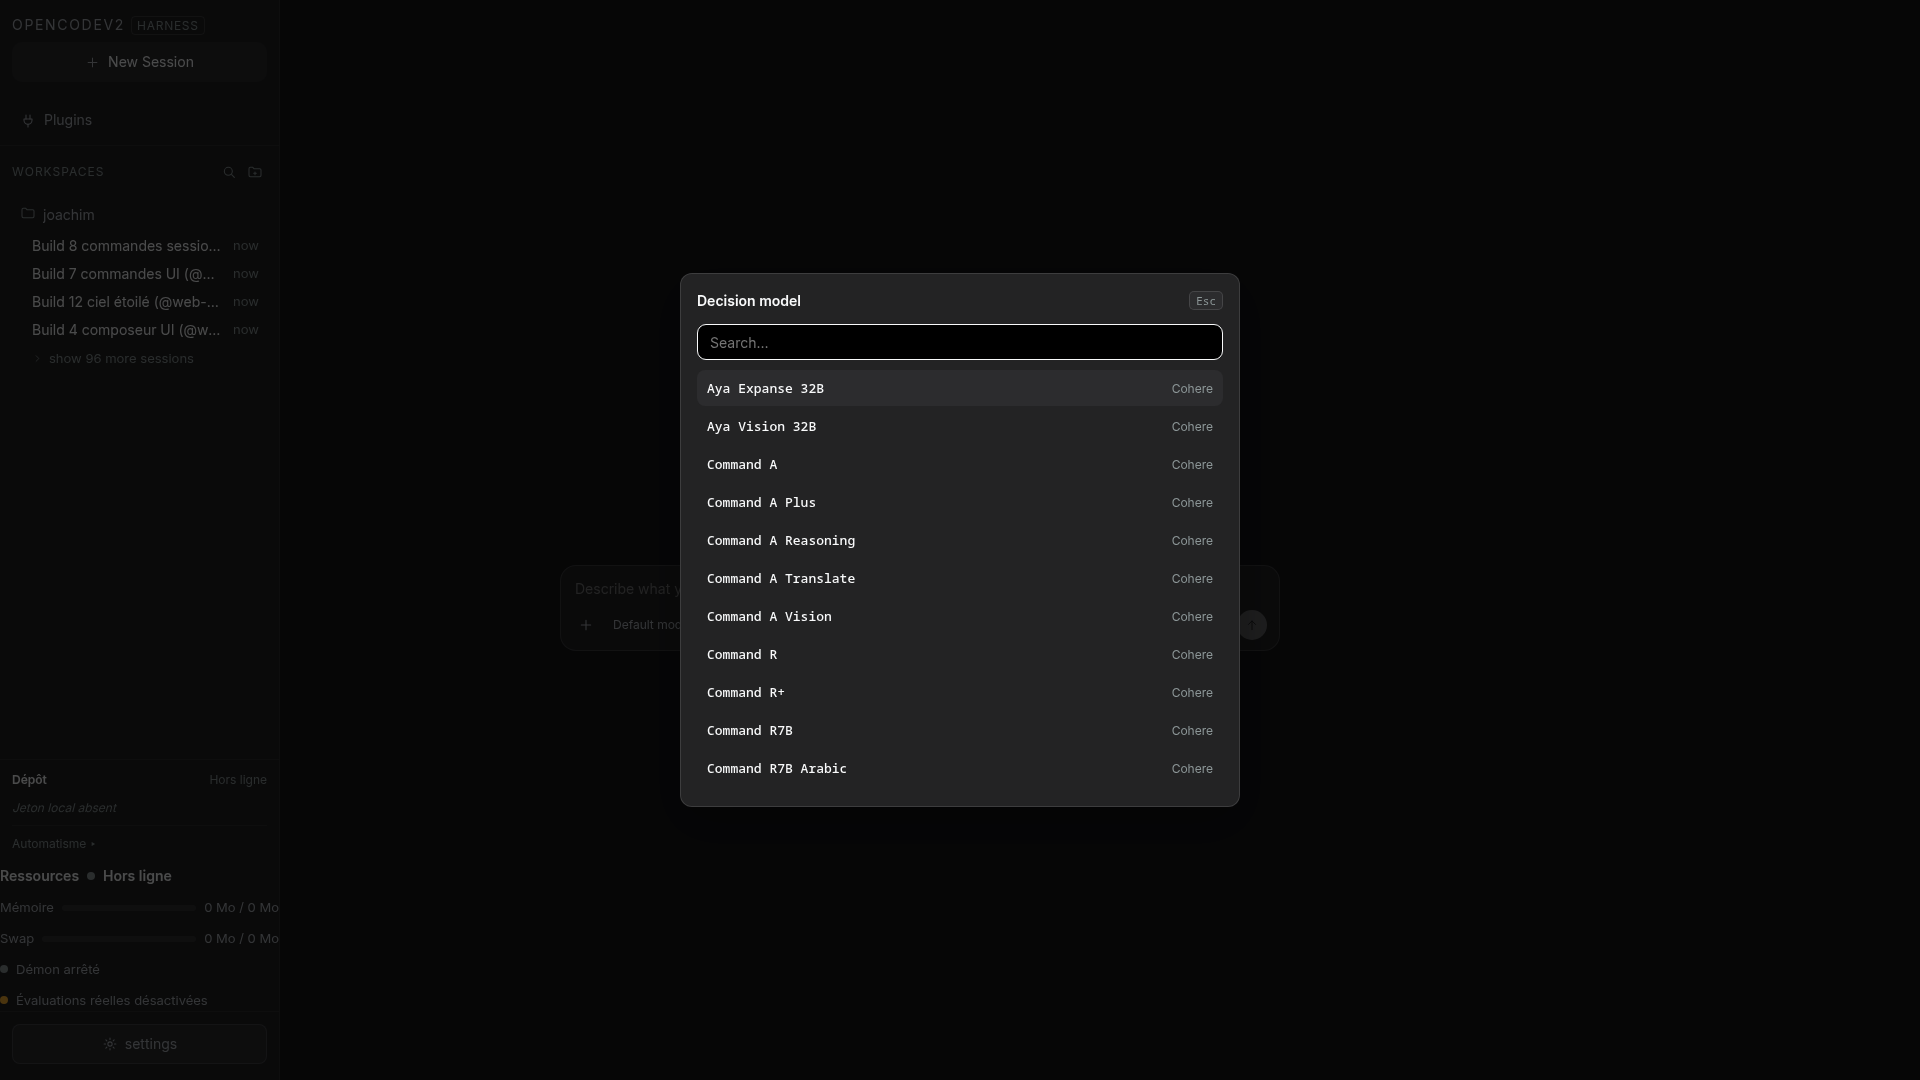 OPENCODEV2 HARNESS
New Session
Plugins
WORKSPACES
joachim
Build 8 commandes sessio... now
Build 7 commandes UI (@... now
Build 12 ciel étoilé (@web-... now
Build 4 composeur UI (@w... now
show 96 more sessions
Dépôt Hors ligne
Jeton local absent
Automatisme
Ressources Hors ligne
Mémoire 0 Mo / 0 Mo
Swap 0 Mo / 0 Mo
Démon arrêté
Évaluations réelles désactivées
settings
Describe what y
Default mod
Decision model Esc
Search...
Aya Expanse 32B Cohere
Aya Vision 32B Cohere
Command A Cohere
Command A Plus Cohere
Command A Reasoning Cohere
Command A Translate Cohere
Command A Vision Cohere
Command R Cohere
Command R+ Cohere
Command R7B Cohere
Command R7B Arabic Cohere